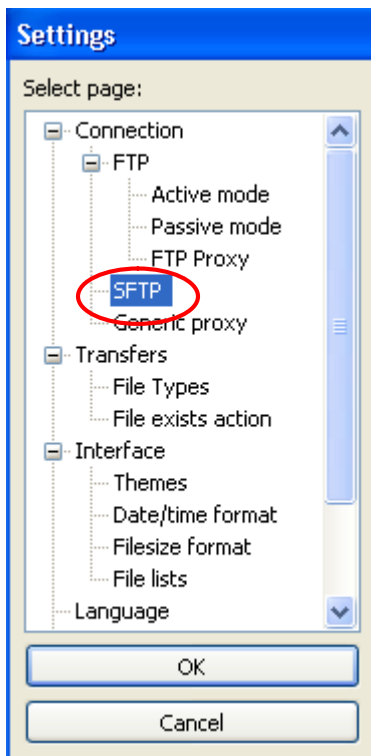 Settings
Select page:
Connection
FTP
Active mode
Passive mode
FTP Proxy
SFTP
Generic proxy
Transfers
File Types
File exists action
Interface
Themes
Date/time format
Filesize format
File lists
Language
OK
Cancel